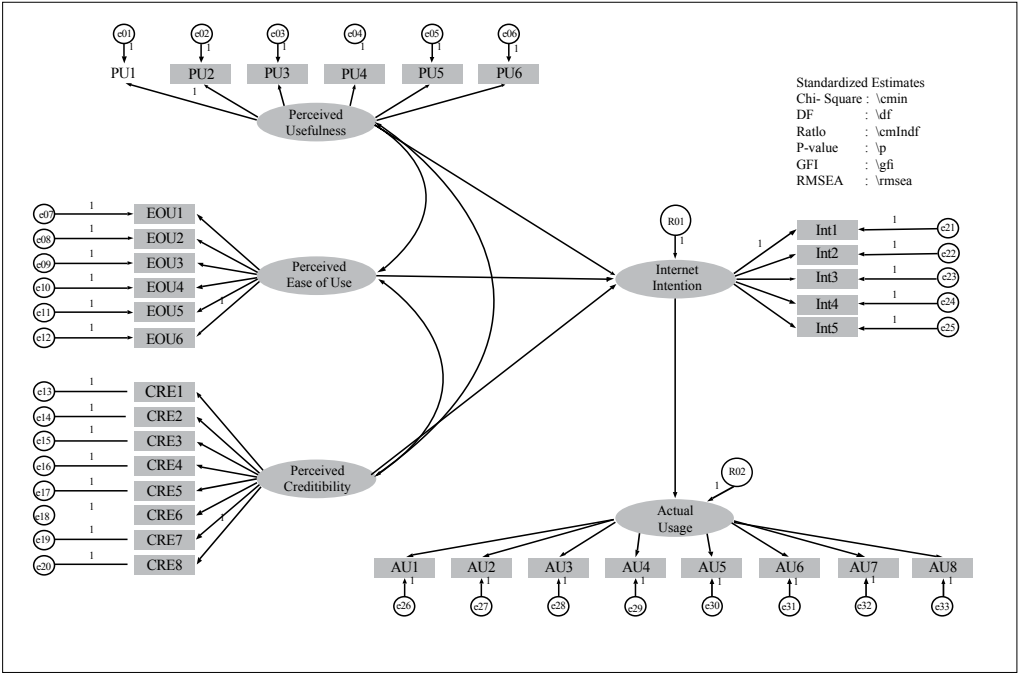 e01 e02 e03 e04 e05 e06
1 1 1 1 1 1
PU1 PU2 PU3 PU4 PU5 PU6
1
Perceived
Usefulness
Standardized Estimates
Chi- Square : \cmin
DF : \df
Ratlo : \cmIndf
P-value : \p
GFI : \gfi
RMSEA : \rmsea
e07 1 EOU1
e08 1 EOU2
e09 1 EOU3
e10 1 EOU4
e11 1 EOU5
e12 1 EOU6
1
Perceived
Ease of Use
R01
1
Internet
Intention
1
Int1 1 e21
Int2 1 e22
Int3 1 e23
Int4 1 e24
Int5 1 e25
e13 1 CRE1
e14 1 CRE2
e15 1 CRE3
e16 1 CRE4
e17 1 CRE5
e18 1 CRE6
e19 1 CRE7
e20 1 CRE8
1
Perceived
Creditibility
R02
1
Actual
Usage
AU1 AU2 AU3 AU4 AU5 AU6 AU7 AU8
1 1 1 1 1 1 1 1
e26 e27 e28 e29 e30 e31 e32 e33